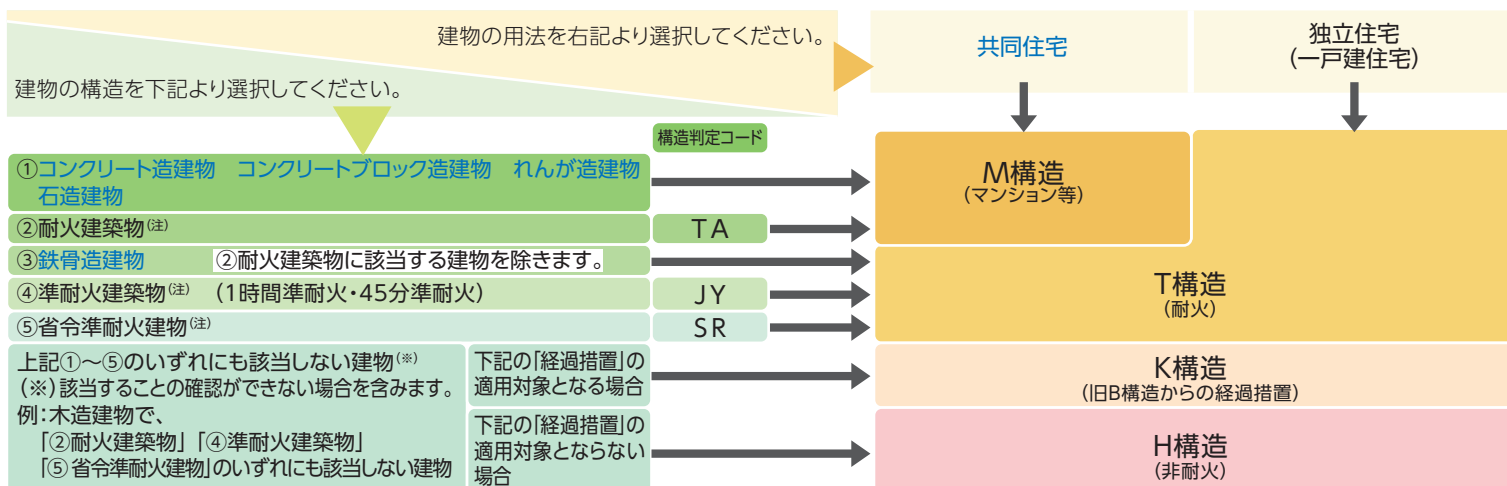 建物の用法を右記より選択してください。
建物の構造を下記より選択してください。
共同住宅
独立住宅
(一戸建住宅)
構造判定コード
①コンクリート造建物　コンクリートブロック造建物　れんが造建物
石造建物
②耐火建築物(注)
TA
③鉄骨造建物　②耐火建築物に該当する建物を除きます。
④準耐火建築物(注)　(1時間準耐火・45分準耐火)
JY
⑤省令準耐火建物(注)
SR
上記①～⑤のいずれにも該当しない建物(※)
(※)該当することの確認ができない場合を含みます。
例:木造建物で、
「②耐火建築物」「④準耐火建築物」
「⑤省令準耐火建物」のいずれにも該当しない建物
下記の「経過措置」の
適用対象となる場合
下記の「経過措置」の
適用対象とならない
場合
M構造
(マンション等)
T構造
(耐火)
K構造
(旧B構造からの経過措置)
H構造
(非耐火)